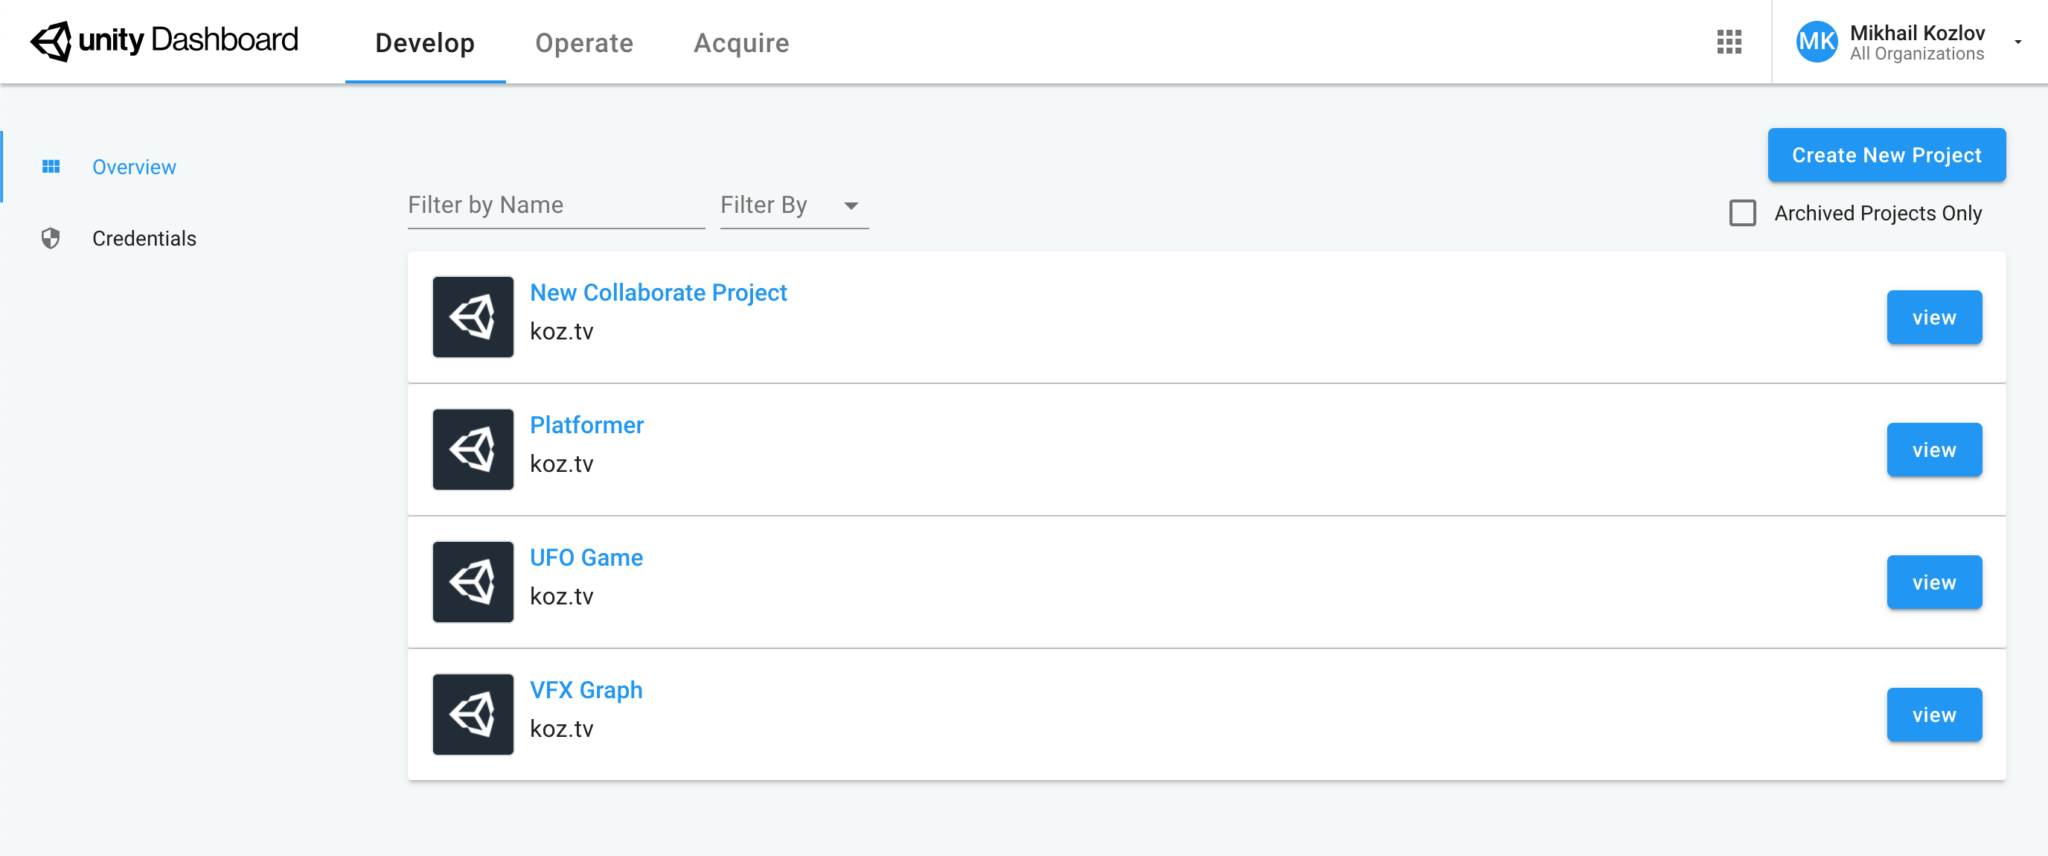 unity Dashboard
Develop
Operate
Acquire
MK
Mikhail Kozlov
All Organizations
Overview
Credentials
Create New Project
Filter by Name
Filter By
Archived Projects Only
New Collaborate Project
koz.tv
view
Platformer
koz.tv
view
UFO Game
koz.tv
view
VFX Graph
koz.tv
view